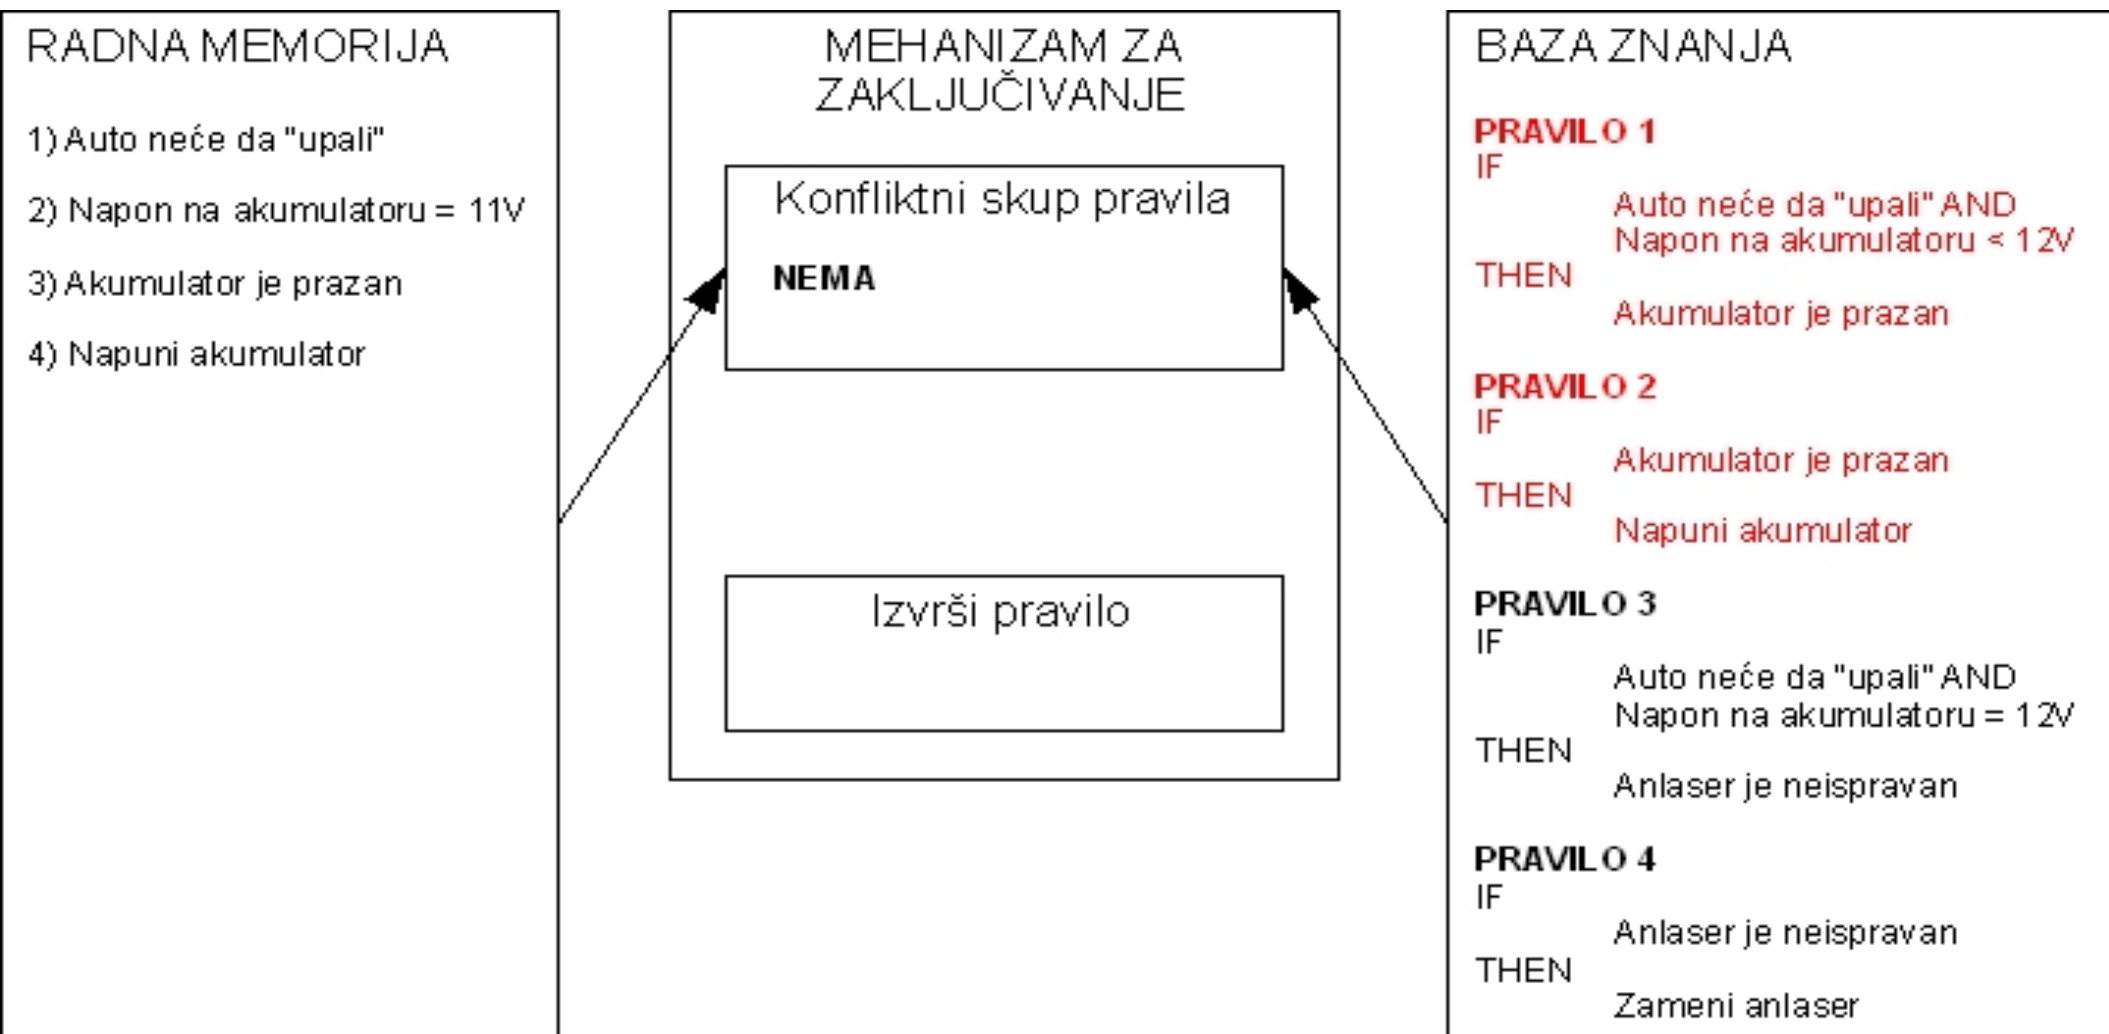 RADNA MEMORIJA
1) Auto neće da "upali"
2) Napon na akumulatoru = 11V
3) Akumulator je prazan
4) Napuni akumulator
MEHANIZAM ZA
ZAKLJUČIVANJE
Konfliktni skup pravila
NEMA
Izvrši pravilo
BAZA ZNANJA
PRAVILO 1
IF
Auto neće da "upali" AND
Napon na akumulatoru < 12V
THEN
Akumulator je prazan
PRAVILO 2
IF
Akumulator je prazan
THEN
Napuni akumulator
PRAVILO 3
IF
Auto neće da "upali" AND
Napon na akumulatoru = 12V
THEN
Anlaser je neispravan
PRAVILO 4
IF
Anlaser je neispravan
THEN
Zameni anlaser